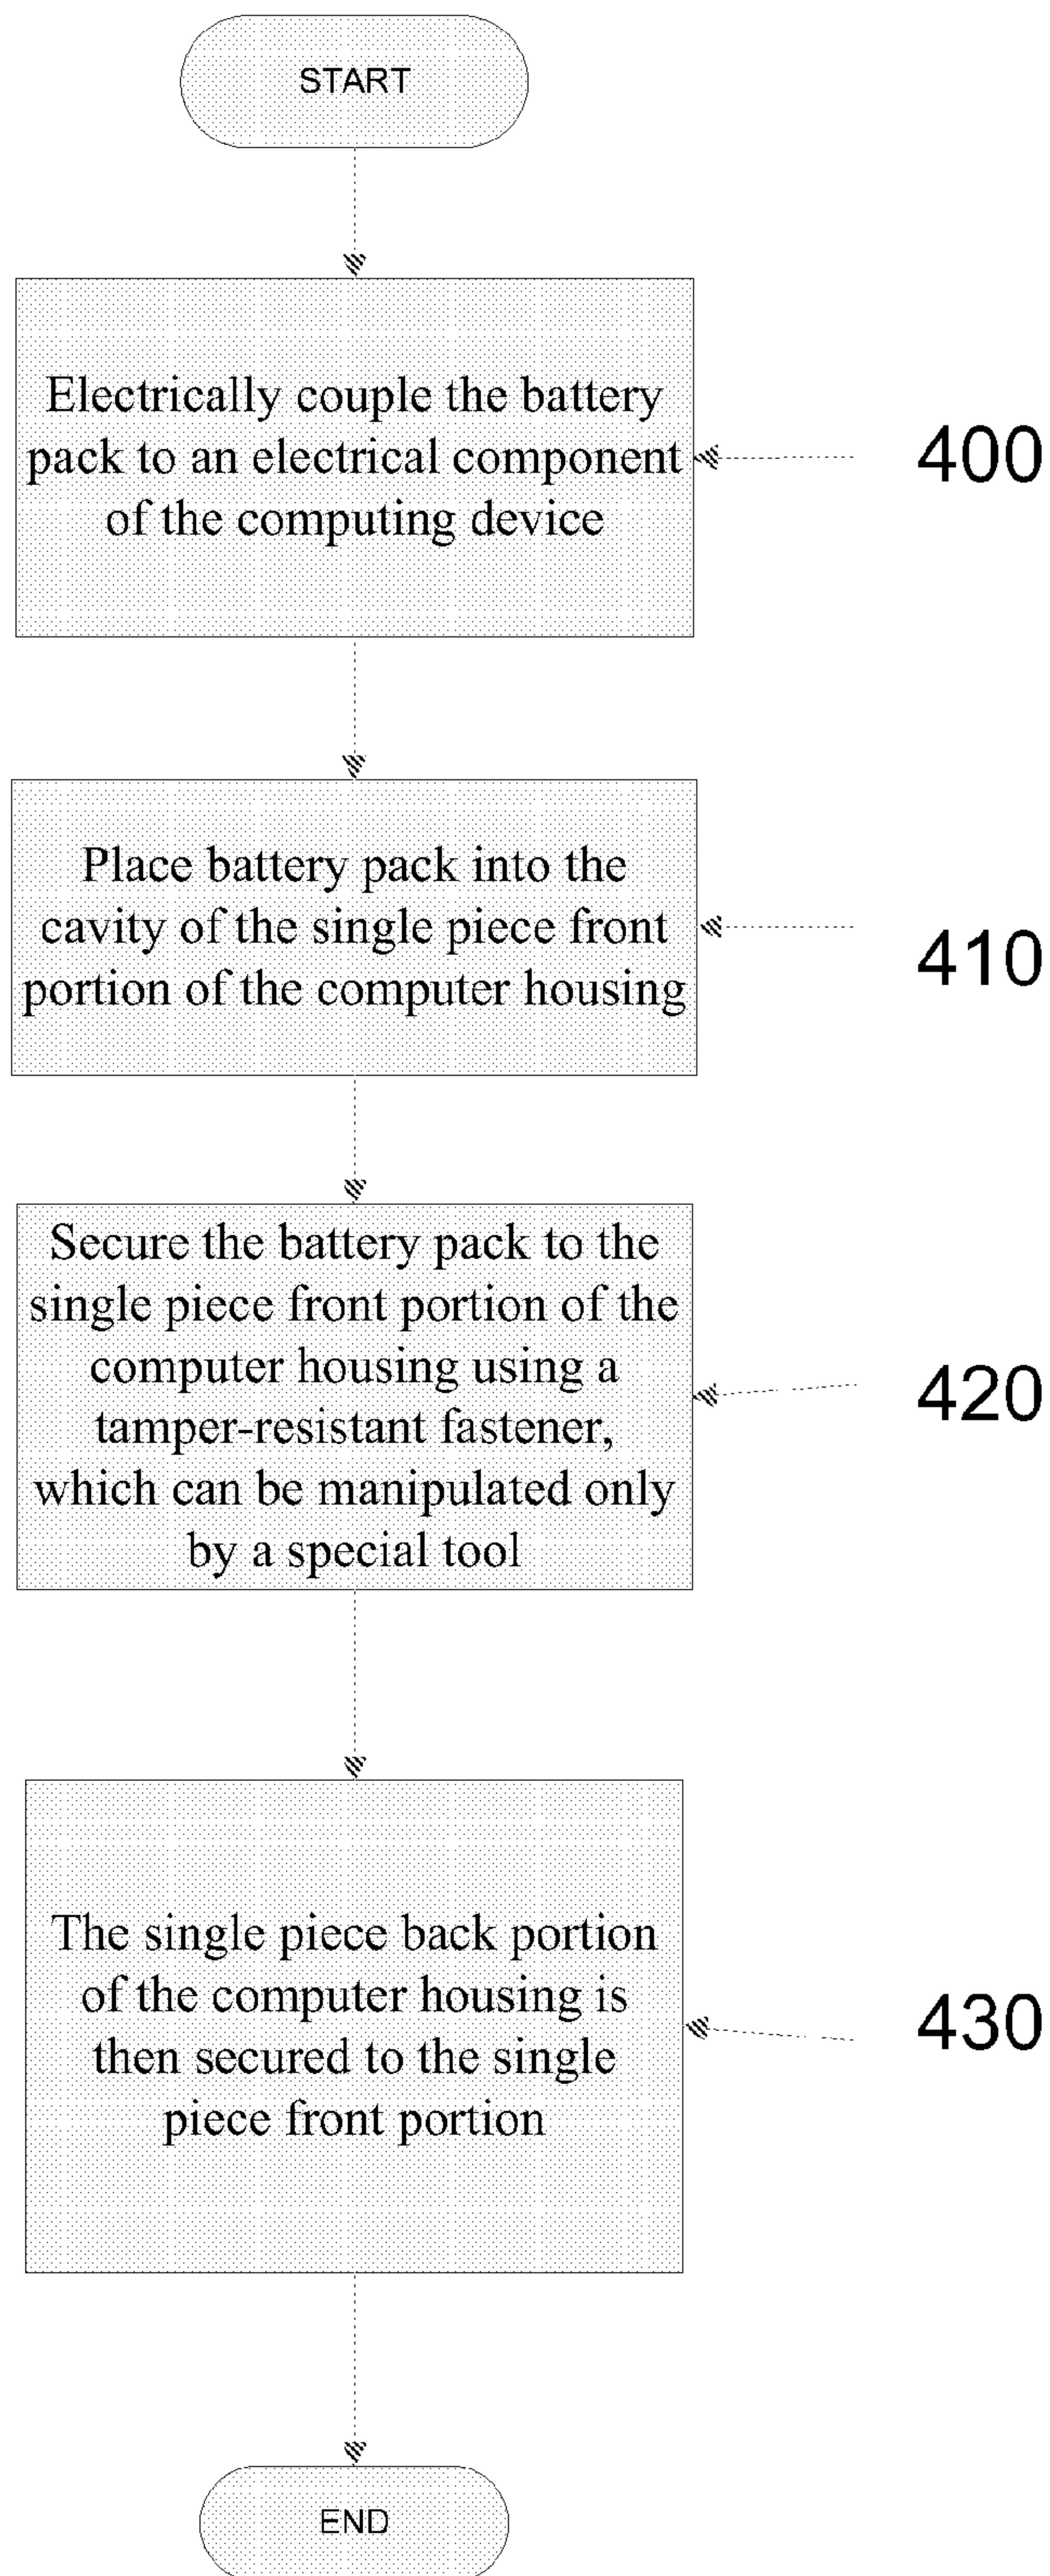 START
Electrically couple the battery
pack to an electrical component
of the computing device
400
Place battery pack into the
cavity of the single piece front
portion of the computer housing
410
Secure the battery pack to the
single piece front portion of the
computer housing using a
tamper-resistant fastener,
which can be manipulated only
by a special tool
420
The single piece back portion
of the computer housing is
then secured to the single
piece front portion
430
END